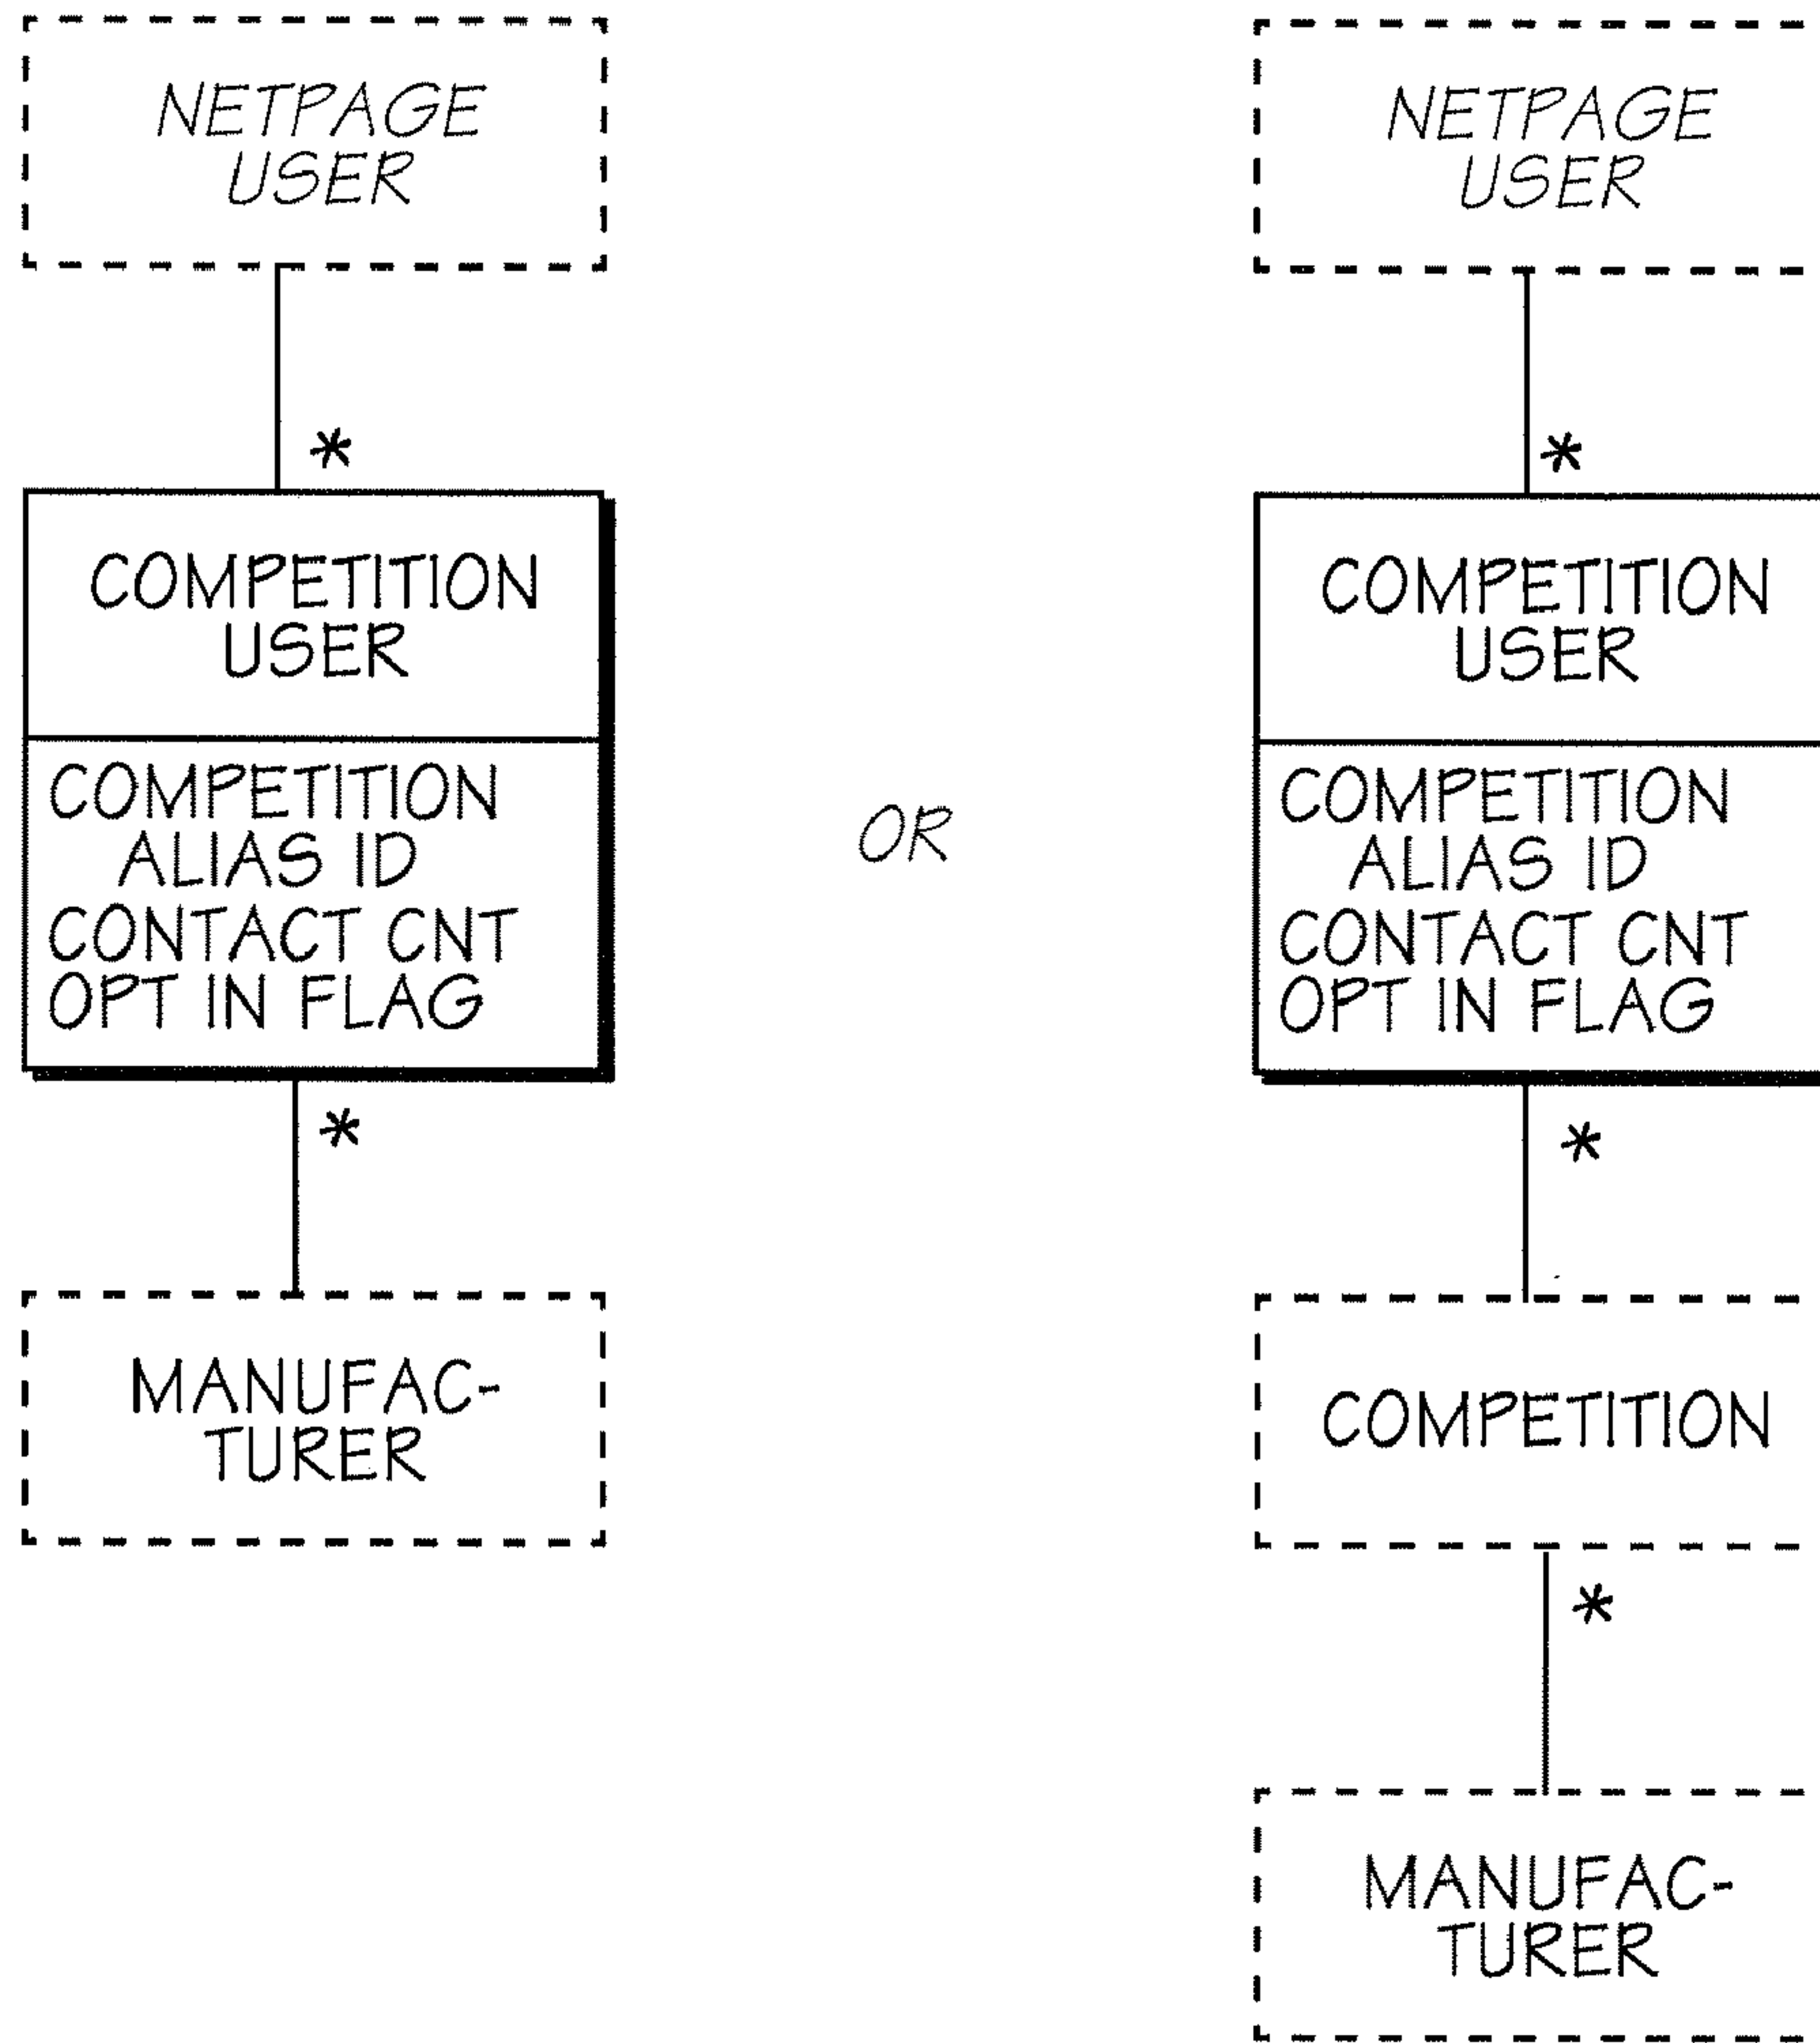 NETPAGE
USER
*
COMPETITION
USER
COMPETITION
ALIAS ID
CONTACT CNT
OPT IN FLAG
*
MANUFAC-
TURER
OR
NETPAGE
USER
*
COMPETITION
USER
COMPETITION
ALIAS ID
CONTACT CNT
OPT IN FLAG
*
COMPETITION
*
MANUFAC-
TURER